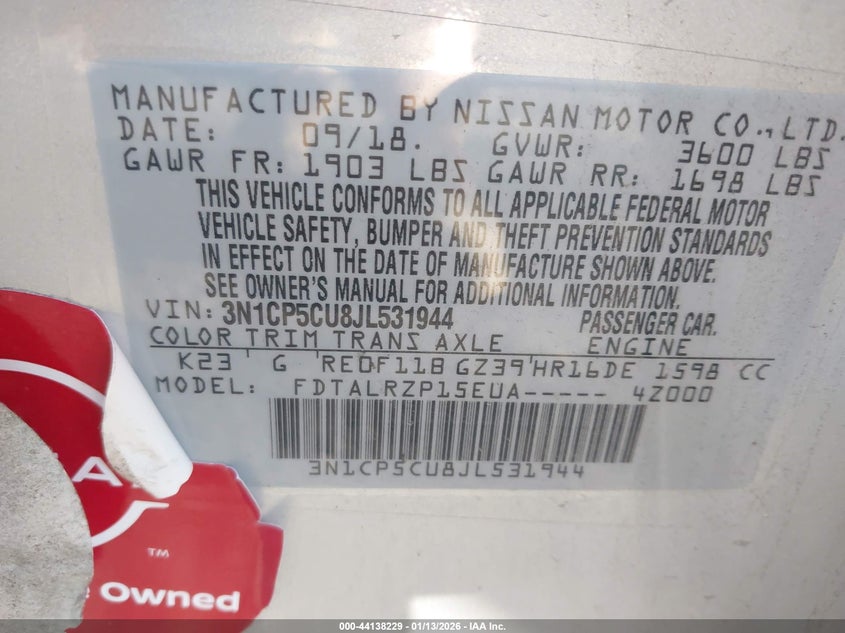 MANUFACTURED BY NISSAN MOTOR CO., LTD.
DATE: 09/18. GVWR: 3600 LBS
GAWR FR: 1903 LBS GAWR RR: 1698 LBS
THIS VEHICLE CONFORMS TO ALL APPLICABLE FEDERAL MOTOR
VEHICLE SAFETY, BUMPER AND THEFT PREVENTION STANDARDS
IN EFFECT ON THE DATE OF MANUFACTURE SHOWN ABOVE.
SEE OWNER'S MANUAL FOR ADDITIONAL INFORMATION.
VIN: 3N1CP5CU8JL531944 PASSENGER CAR.
COLOR TRIM TRANS AXLE ENGINE
K23 G RE0F11B GZ39 HR16DE 1598 CC
MODEL: FDTALRZP15EUA----- 4Z000
3N1CP5CU8JL531944
TM
Owned
000-44138229 - 01/13/2026 - IAA Inc.